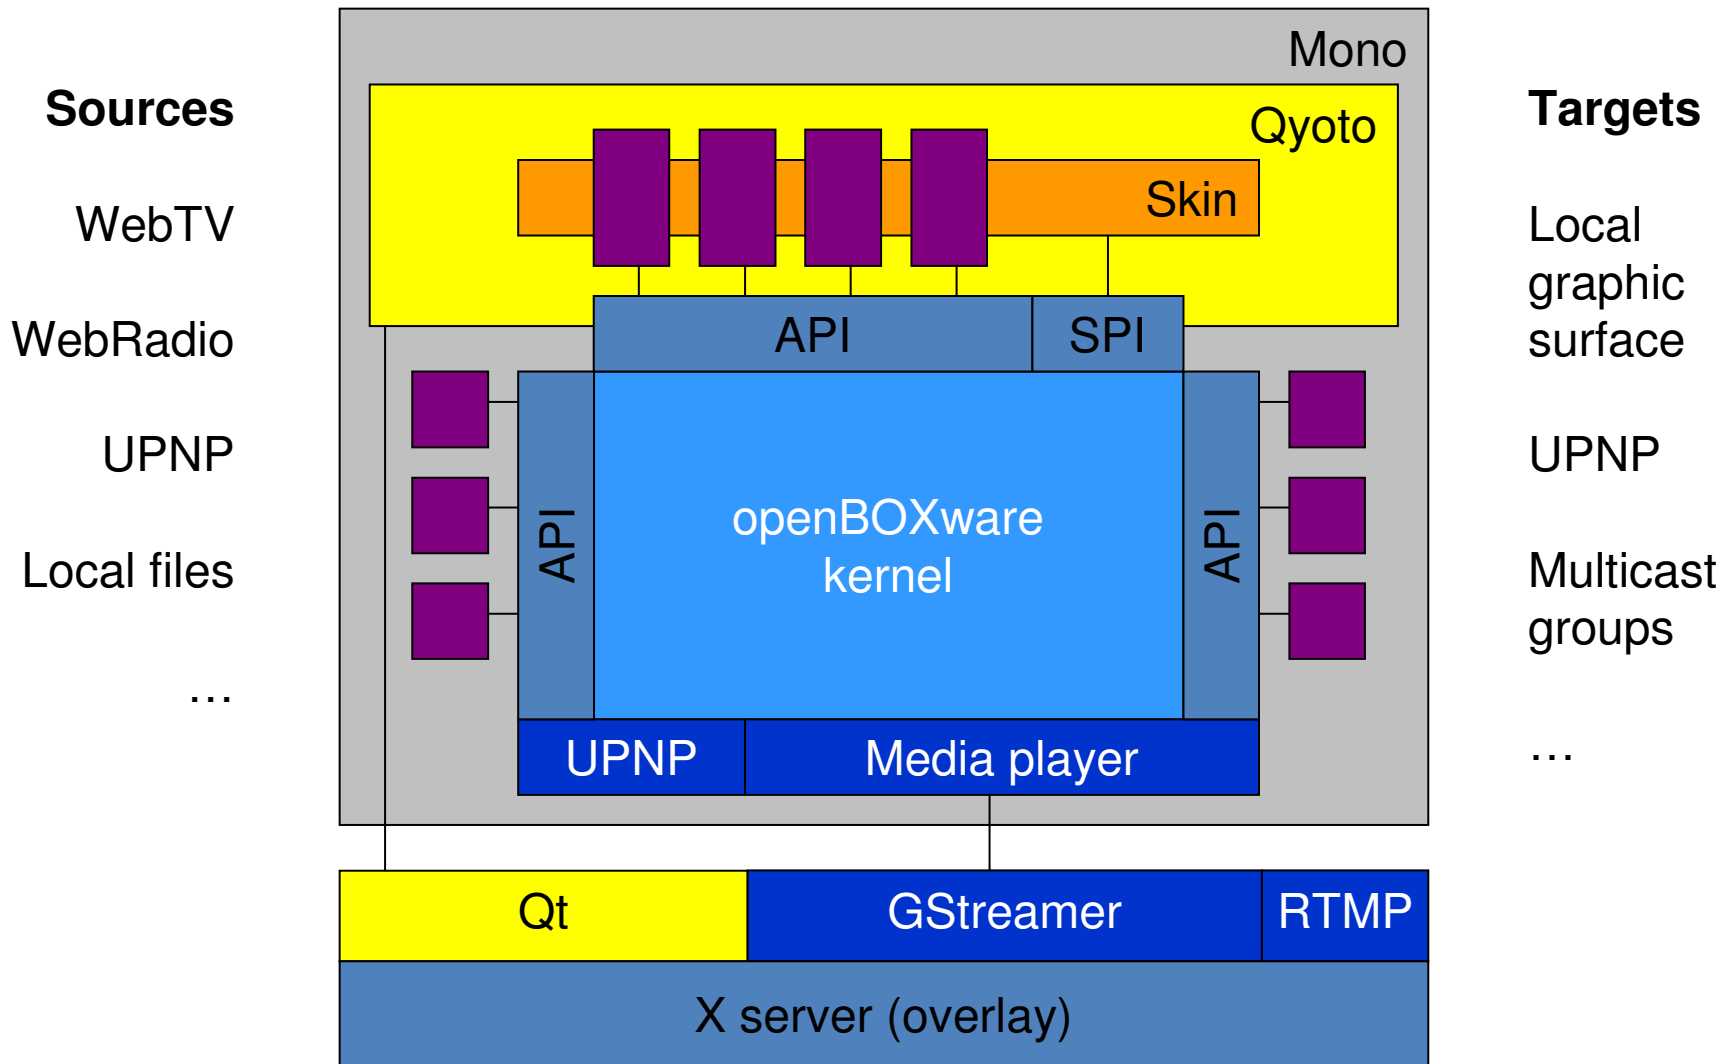 Mono
Sources
Qyoto
Targets
Skin
WebTV
Local
graphic
surface
WebRadio
API
SPI
UPNP
API
openBOXware
kernel
API
UPNP
Local files
Multicast
groups
…
UPNP
Media player
…
Qt
GStreamer
RTMP
X server (overlay)